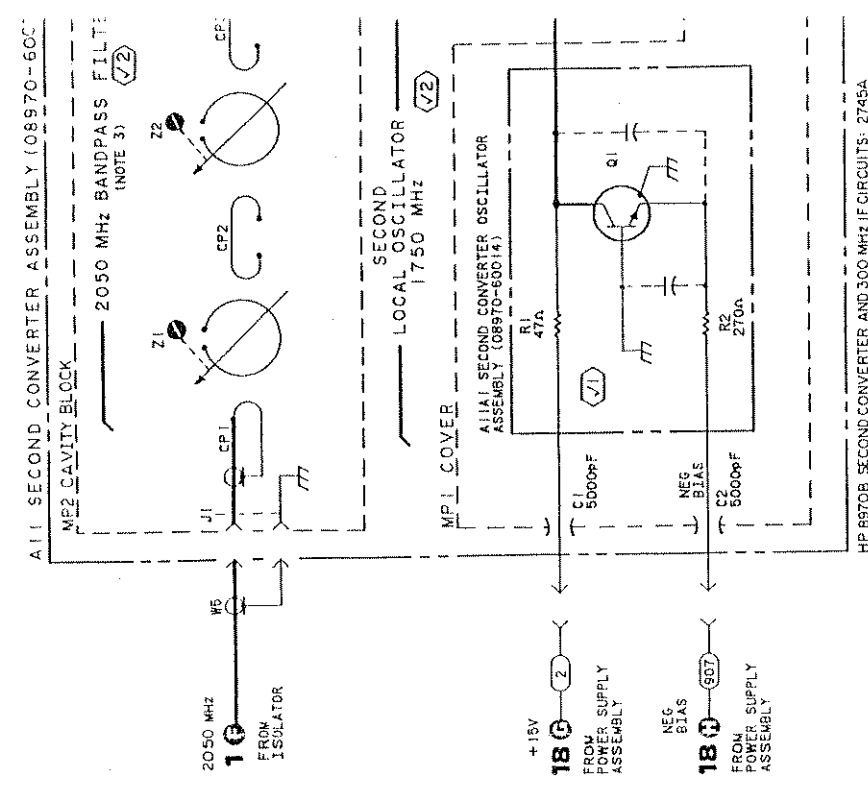 A11 SECOND CONVERTER ASSEMBLY (08970-600
MP2 CAVITY BLOCK
2050 MHz BANDPASS FILTE
(NOTE 3)
√2
Z1
Z2
CP1
CP2
CP3
J1
W5
2050 MHz
1
FROM
ISOLATOR
SECOND
LOCAL OSCILLATOR
1750 MHz
√2
MP1 COVER
A11A1 SECOND CONVERTER OSCILLATOR
ASSEMBLY (08970-60014)
R1
47Ω
Q1
√1
R2
270Ω
C1
5000pF
NEG
BIAS
C2
5000pF
+15V
18
2
FROM
POWER SUPPLY
ASSEMBLY
NEG
BIAS
18
907
FROM
POWER SUPPLY
ASSEMBLY
HP 8970B SECOND CONVERTER AND 300 MHz IF CIRCUITS: 2745A